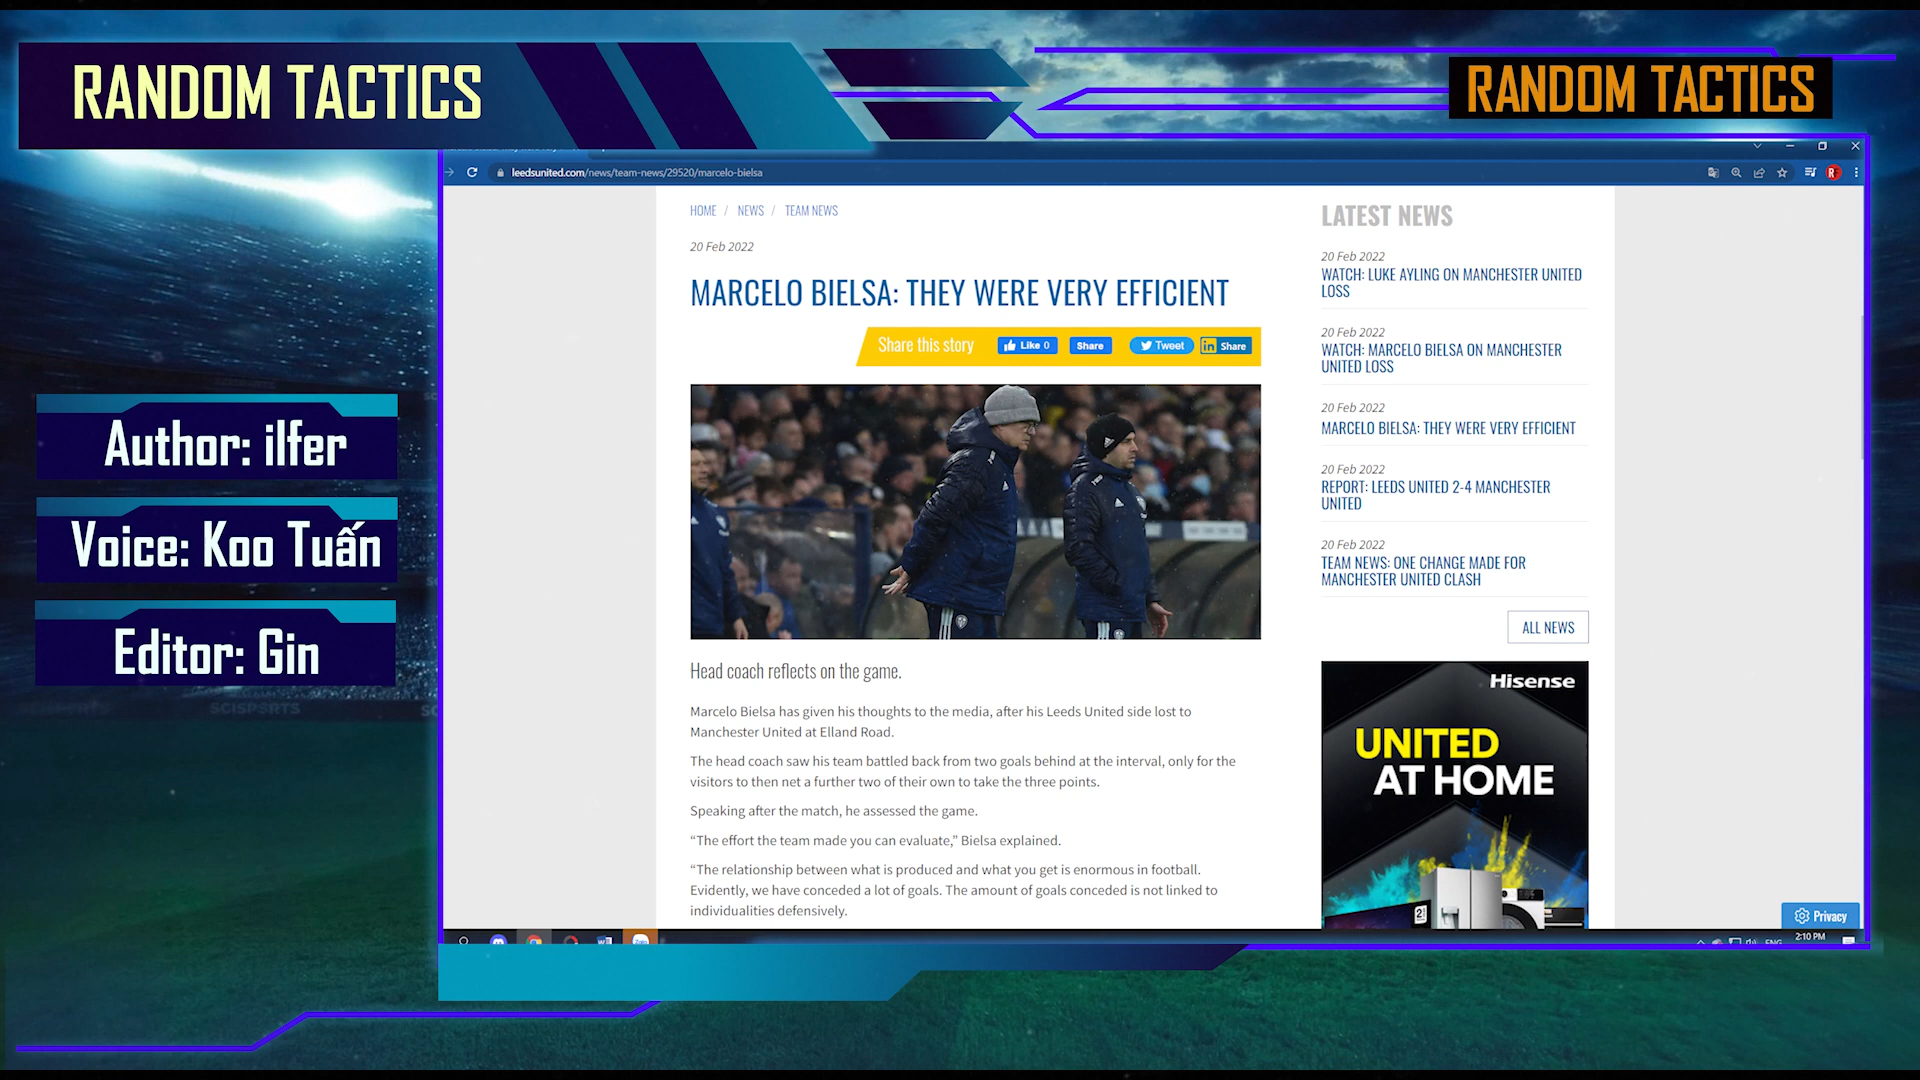 RANDOM TACTICS
RANDOM TACTICS
leedsunited.com/news/team-news/29520/marcelo-bielsa
HOME / NEWS / TEAM NEWS
20 Feb 2022
MARCELO BIELSA: THEY WERE VERY EFFICIENT
Share this story
Like 0
Share
Tweet
in Share
Head coach reflects on the game.
Marcelo Bielsa has given his thoughts to the media, after his Leeds United side lost to
Manchester United at Elland Road.
The head coach saw his team battled back from two goals behind at the interval, only for the
visitors to then net a further two of their own to take the three points.
Speaking after the match, he assessed the game.
“The effort the team made you can evaluate,” Bielsa explained.
“The relationship between what is produced and what you get is enormous in football.
Evidently, we have conceded a lot of goals. The amount of goals conceded is not linked to
individualities defensively.
LATEST NEWS
20 Feb 2022
WATCH: LUKE AYLING ON MANCHESTER UNITED
LOSS
20 Feb 2022
WATCH: MARCELO BIELSA ON MANCHESTER
UNITED LOSS
20 Feb 2022
MARCELO BIELSA: THEY WERE VERY EFFICIENT
20 Feb 2022
REPORT: LEEDS UNITED 2-4 MANCHESTER
UNITED
20 Feb 2022
TEAM NEWS: ONE CHANGE MADE FOR
MANCHESTER UNITED CLASH
ALL NEWS
Hisense
UNITED
AT HOME
Privacy
2:10 PM
ENG
Author: ilfer
Voice: Koo Tuấn
Editor: Gin
SCISPORTS